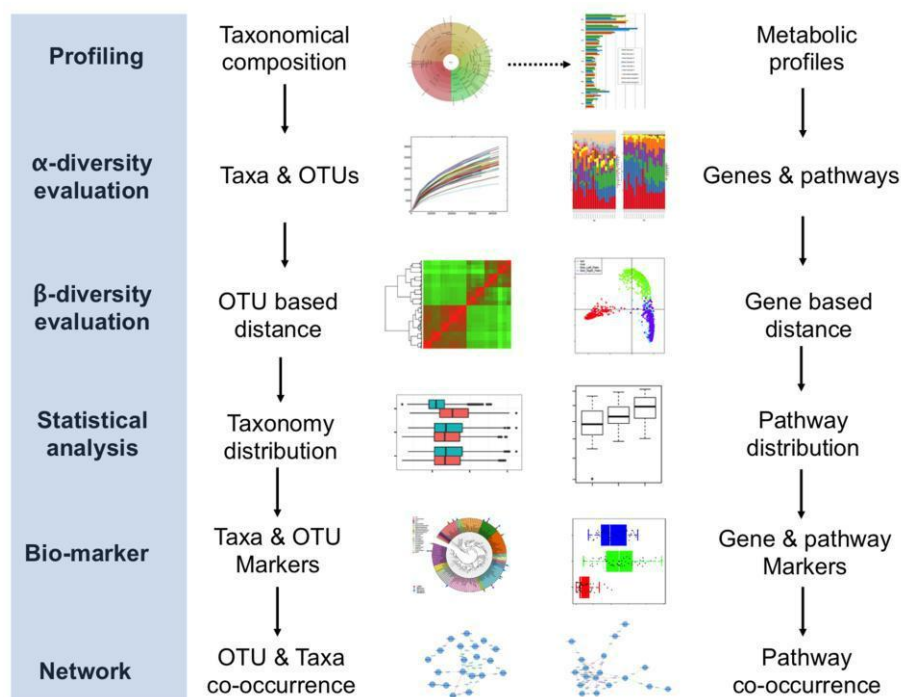 Profiling
Taxonomical
composition
Metabolic
profiles
α-diversity
evaluation
Taxa & OTUs
Genes & pathways
β-diversity
evaluation
OTU based
distance
Gene based
distance
Statistical
analysis
Taxonomy
distribution
Pathway
distribution
Bio-marker
Taxa & OTU
Markers
Gene & pathway
Markers
Network
OTU & Taxa
co-occurrence
Pathway
co-occurrence